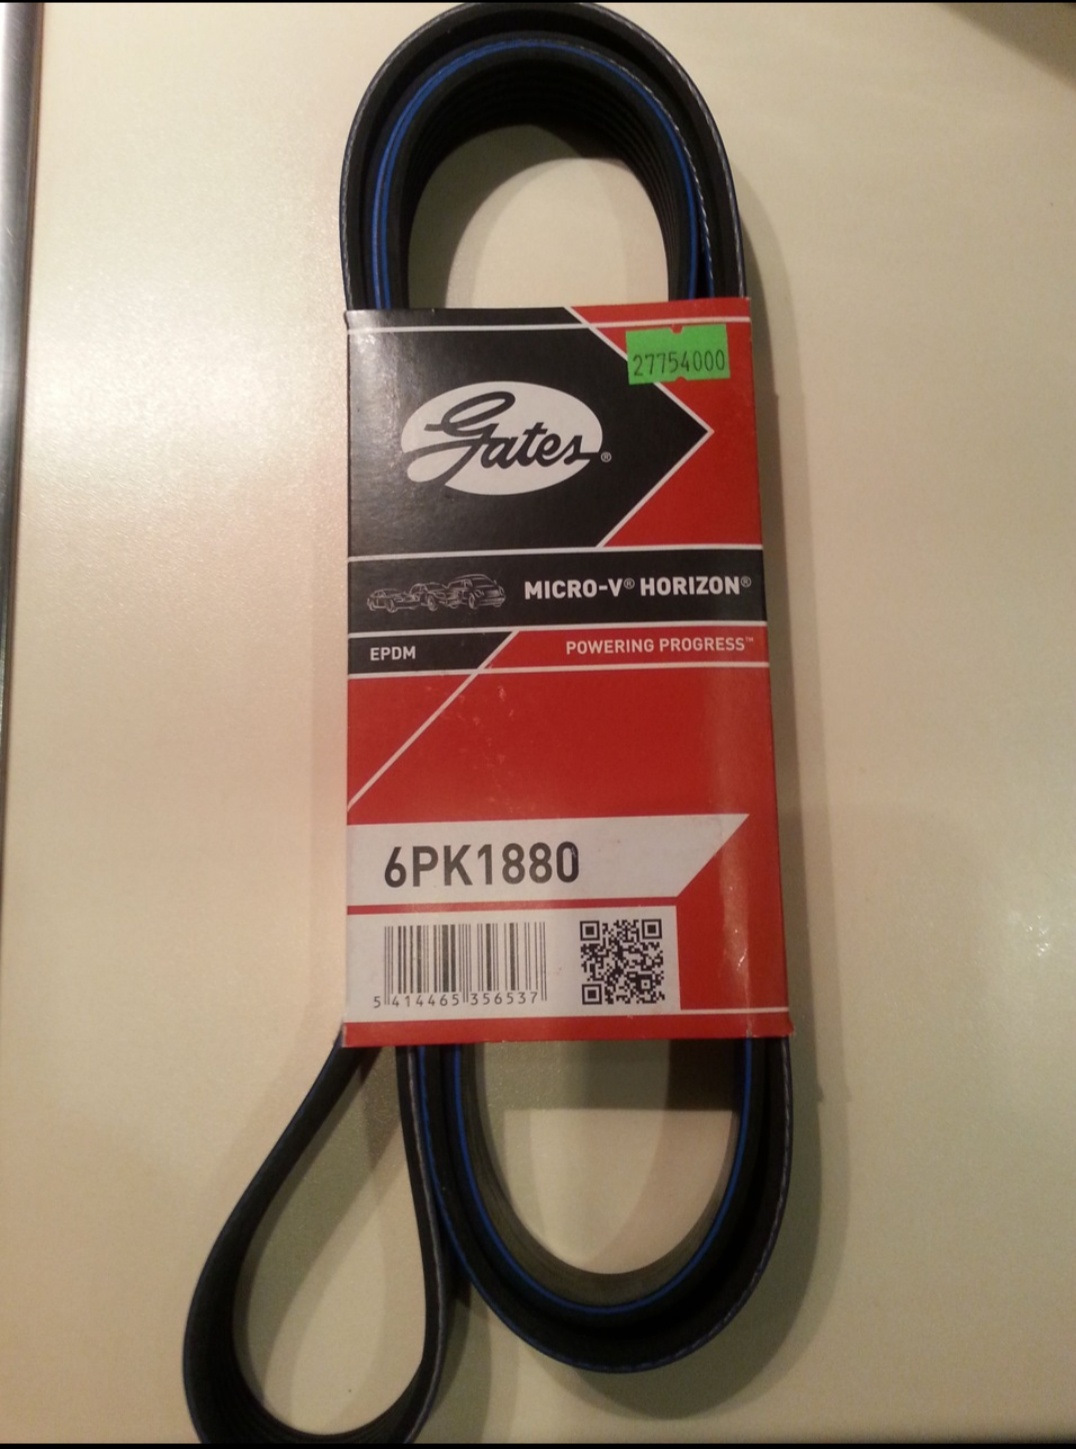 27754000
Gates®
MICRO-V® HORIZON®
EPDM
POWERING PROGRESS™
6PK1880
5 414465 356537